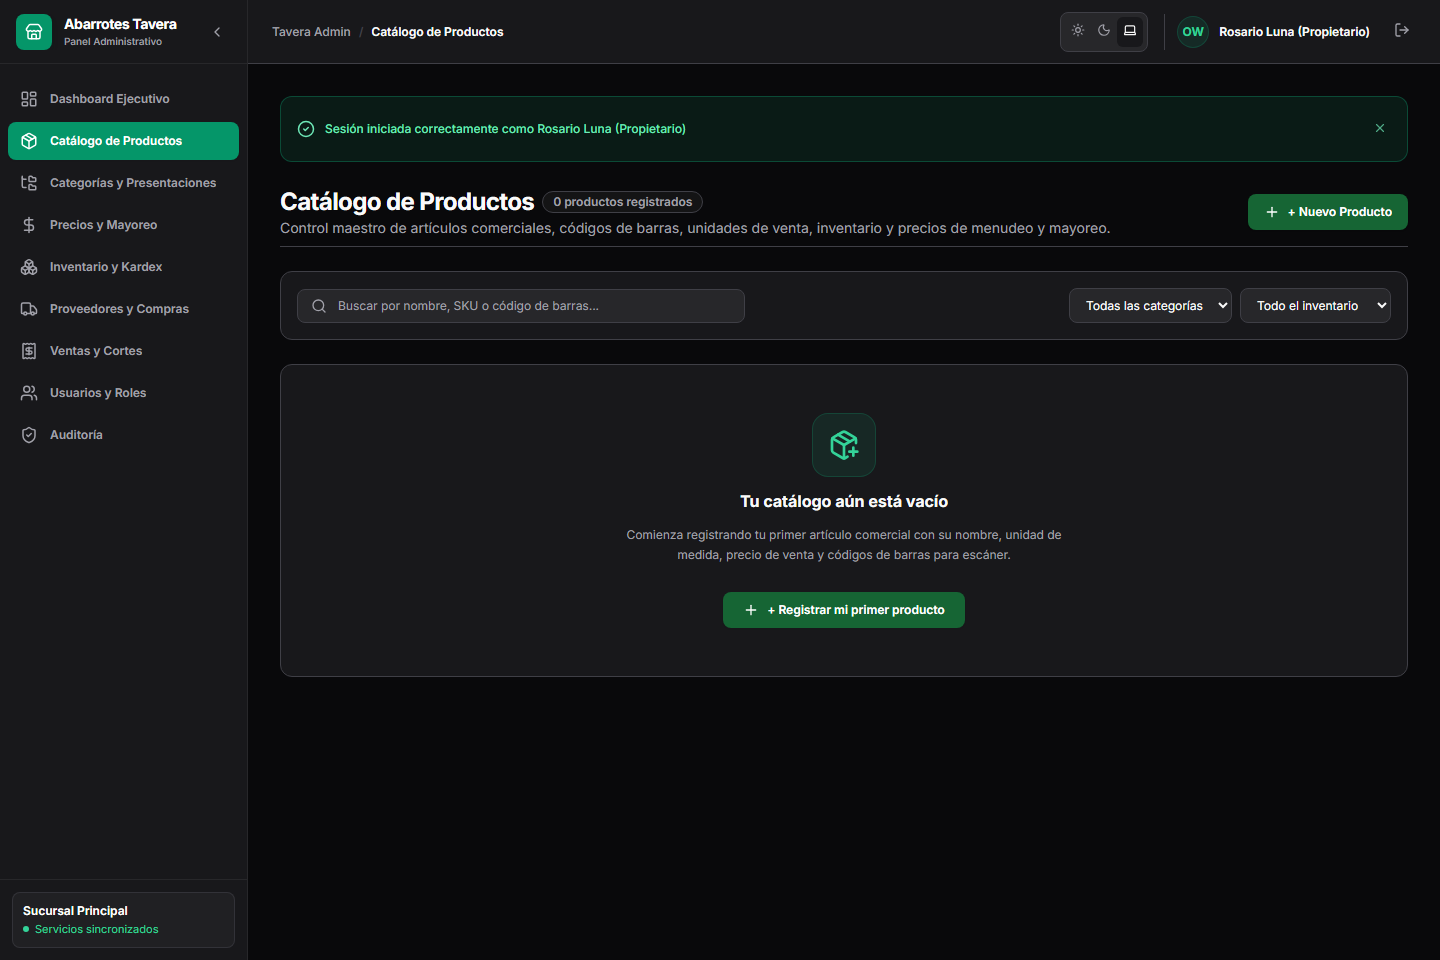 Abarrotes Tavera
Panel Administrativo
Tavera Admin / Catálogo de Productos
OW
Rosario Luna (Propietario)
Dashboard Ejecutivo
Catálogo de Productos
Categorías y Presentaciones
Precios y Mayoreo
Inventario y Kardex
Proveedores y Compras
Ventas y Cortes
Usuarios y Roles
Auditoría
Sucursal Principal
Servicios sincronizados
Sesión iniciada correctamente como Rosario Luna (Propietario)
Catálogo de Productos
0 productos registrados
Control maestro de artículos comerciales, códigos de barras, unidades de venta, inventario y precios de menudeo y mayoreo.
+ Nuevo Producto
Buscar por nombre, SKU o código de barras...
Todas las categorías
Todo el inventario
Tu catálogo aún está vacío
Comienza registrando tu primer artículo comercial con su nombre, unidad de
medida, precio de venta y códigos de barras para escáner.
+ Registrar mi primer producto